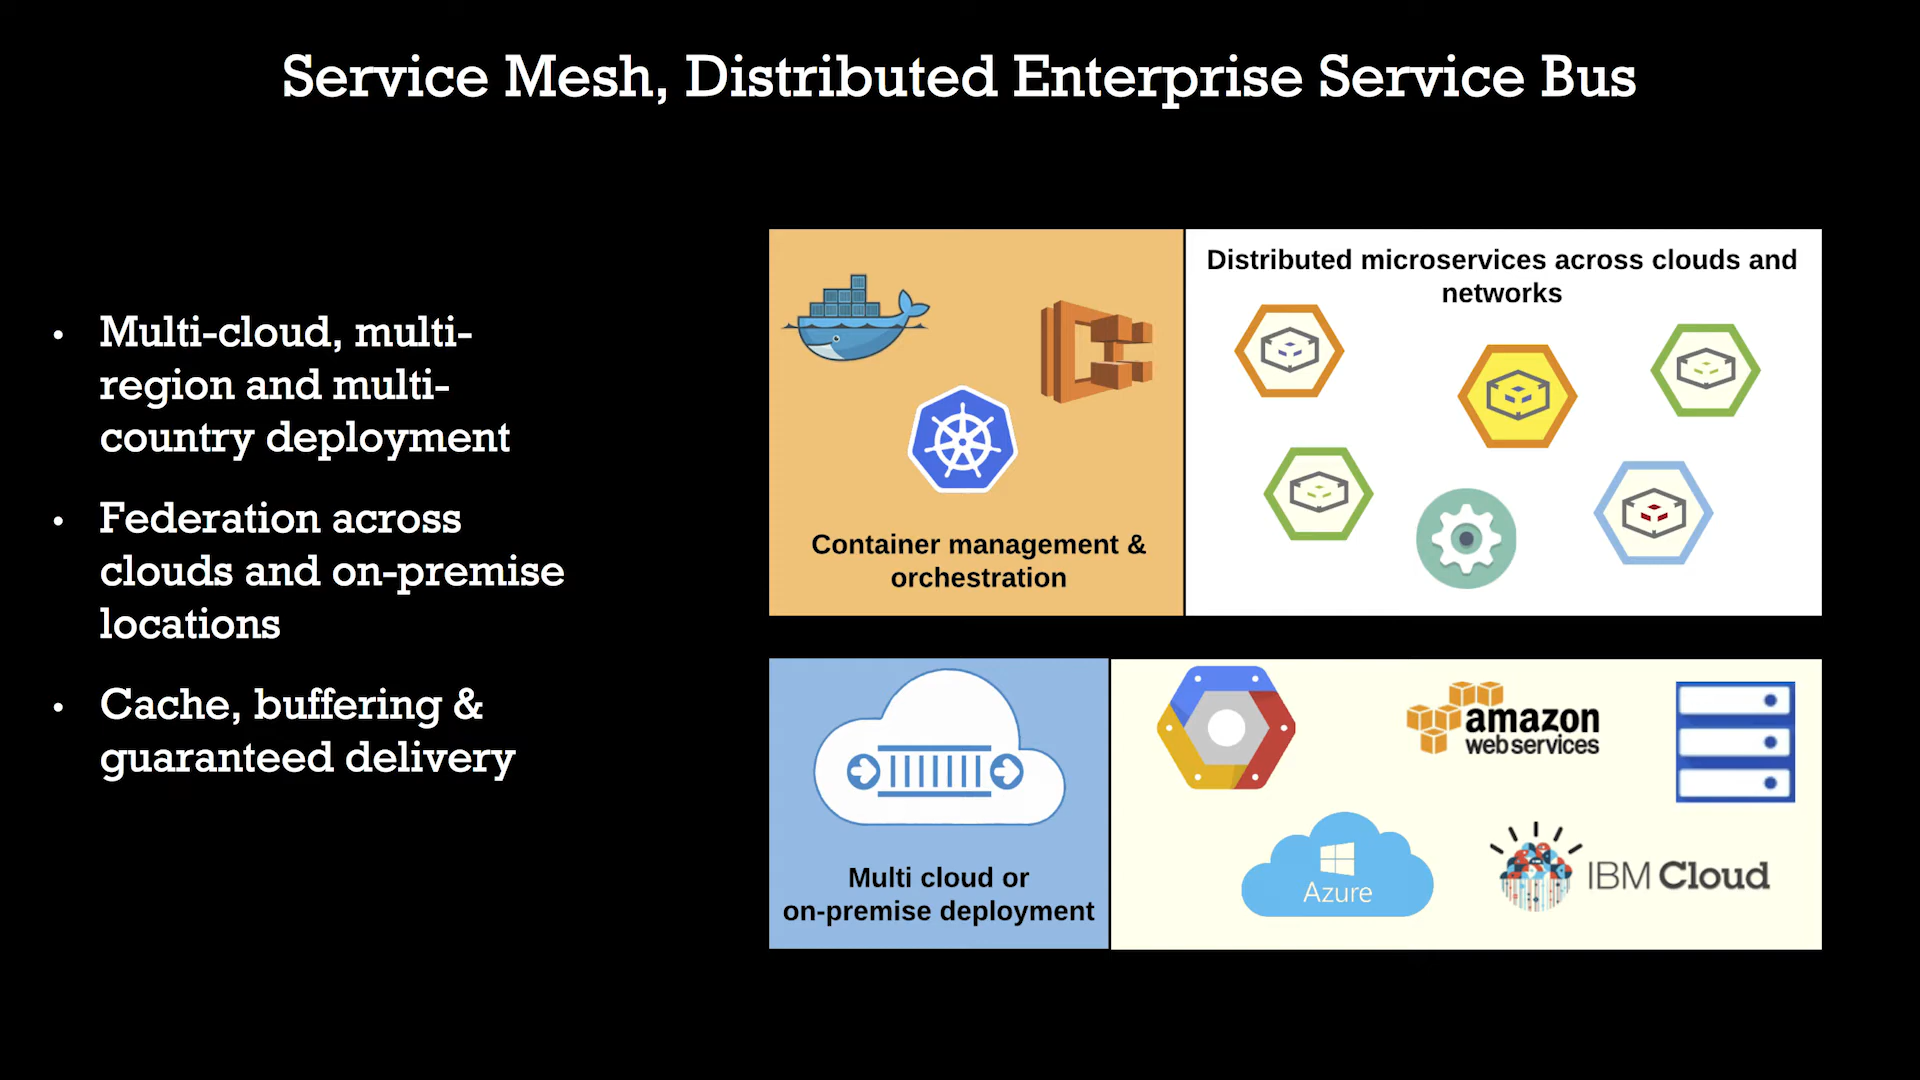 Service Mesh, Distributed Enterprise Service Bus
• Multi-cloud, multi-
region and multi-
country deployment
• Federation across
clouds and on-premise
locations
• Cache, buffering &
guaranteed delivery
Container management &
orchestration
Distributed microservices across clouds and
networks
Multi cloud or
on-premise deployment
amazon
web services
Azure
IBM Cloud